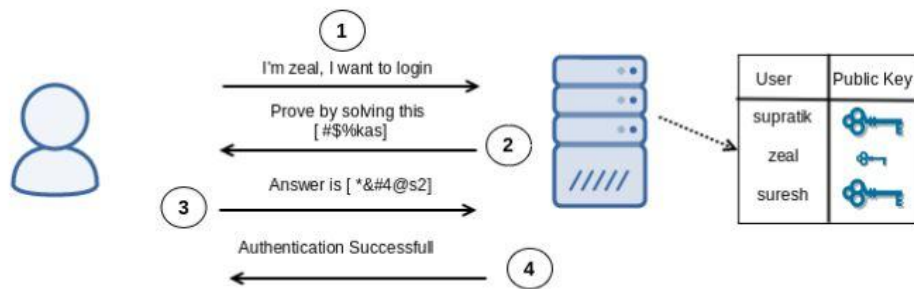 1
I'm zeal, I want to login
Prove by solving this
[ #$%kas]
2
Answer is [ *&#4@s2]
3
Authentication Successfull
4
User Public Key
supratik
zeal
suresh